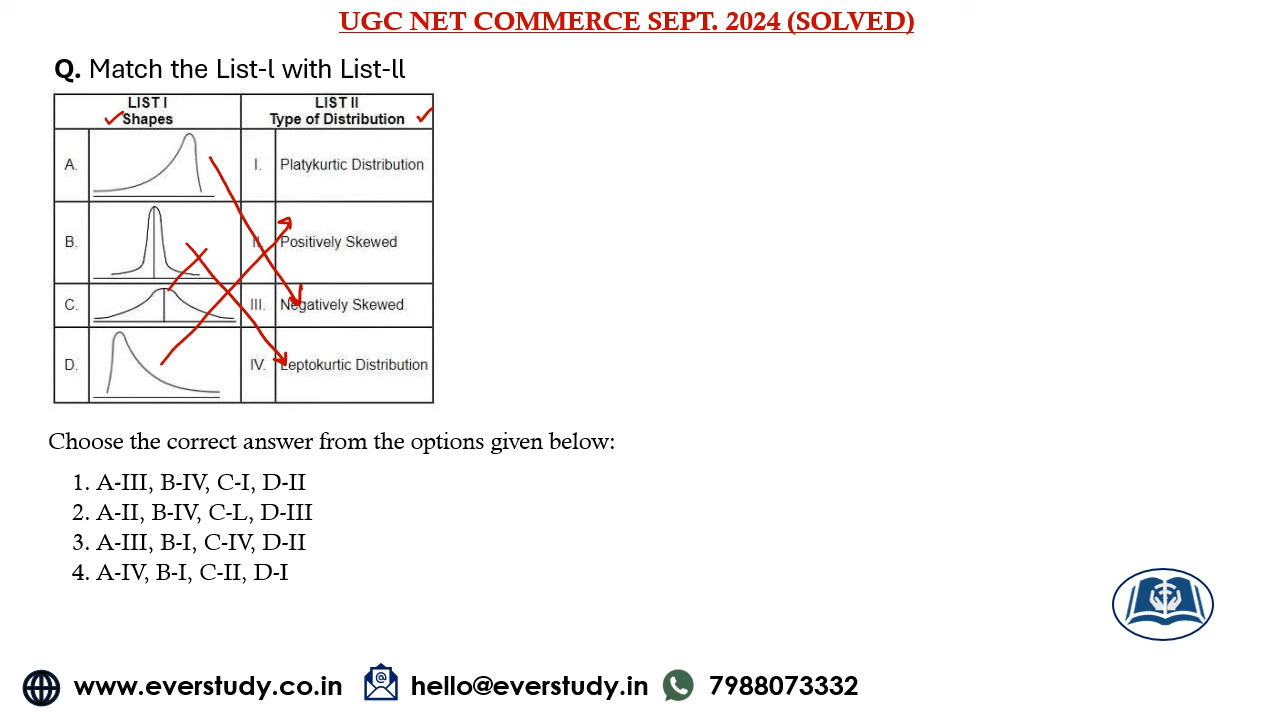 UGC NET COMMERCE SEPT. 2024 (SOLVED)
Q. Match the List-l with List-ll
LIST I
Shapes
LIST II
Type of Distribution
A.
I. Platykurtic Distribution
B.
II. Positively Skewed
C.
III. Negatively Skewed
D.
IV. Leptokurtic Distribution
Choose the correct answer from the options given below:
1. A-III, B-IV, C-I, D-II
2. A-II, B-IV, C-L, D-III
3. A-III, B-I, C-IV, D-II
4. A-IV, B-I, C-II, D-I
www.everstudy.co.in hello@everstudy.in 7988073332